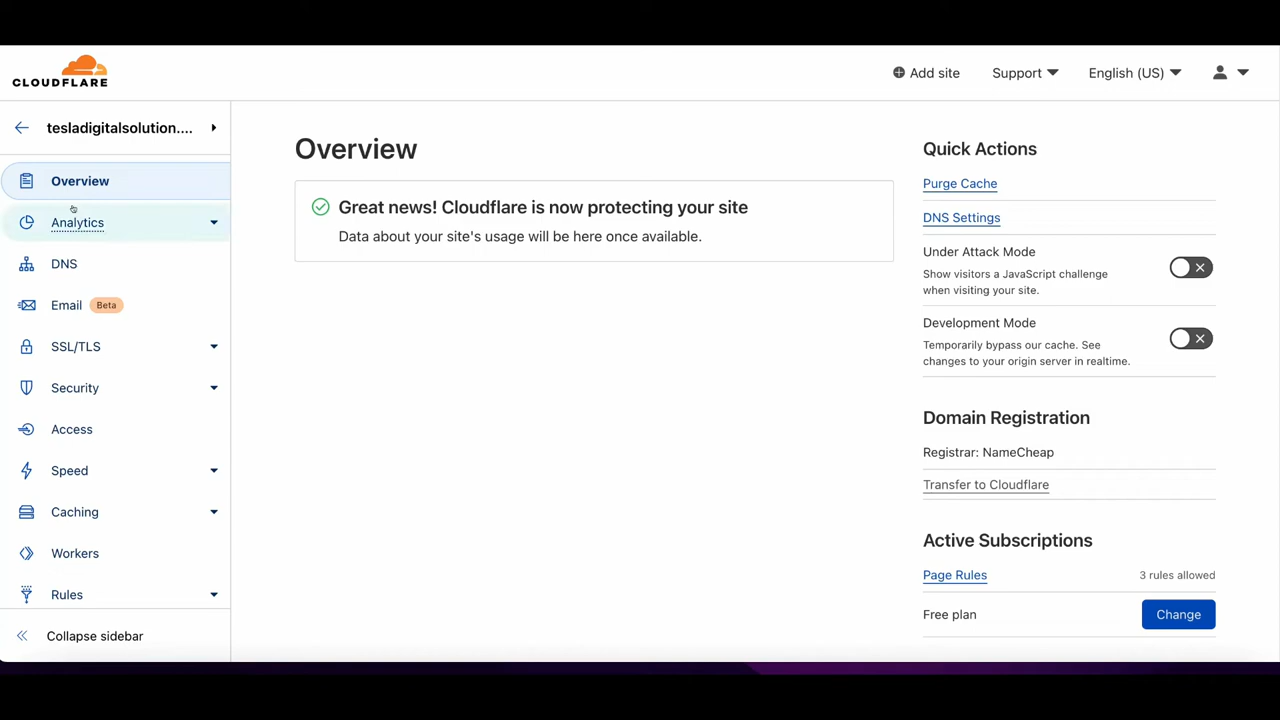 CLOUDFLARE
Add site
Support
English (US)
tesladigitalsolution....
Overview
Analytics
DNS
Email Beta
SSL/TLS
Security
Access
Speed
Caching
Workers
Rules
Collapse sidebar
Overview
Great news! Cloudflare is now protecting your site
Data about your site's usage will be here once available.
Quick Actions
Purge Cache
DNS Settings
Under Attack Mode
Show visitors a JavaScript challenge
when visiting your site.
Development Mode
Temporarily bypass our cache. See
changes to your origin server in realtime.
Domain Registration
Registrar: NameCheap
Transfer to Cloudflare
Active Subscriptions
Page Rules 3 rules allowed
Free plan Change